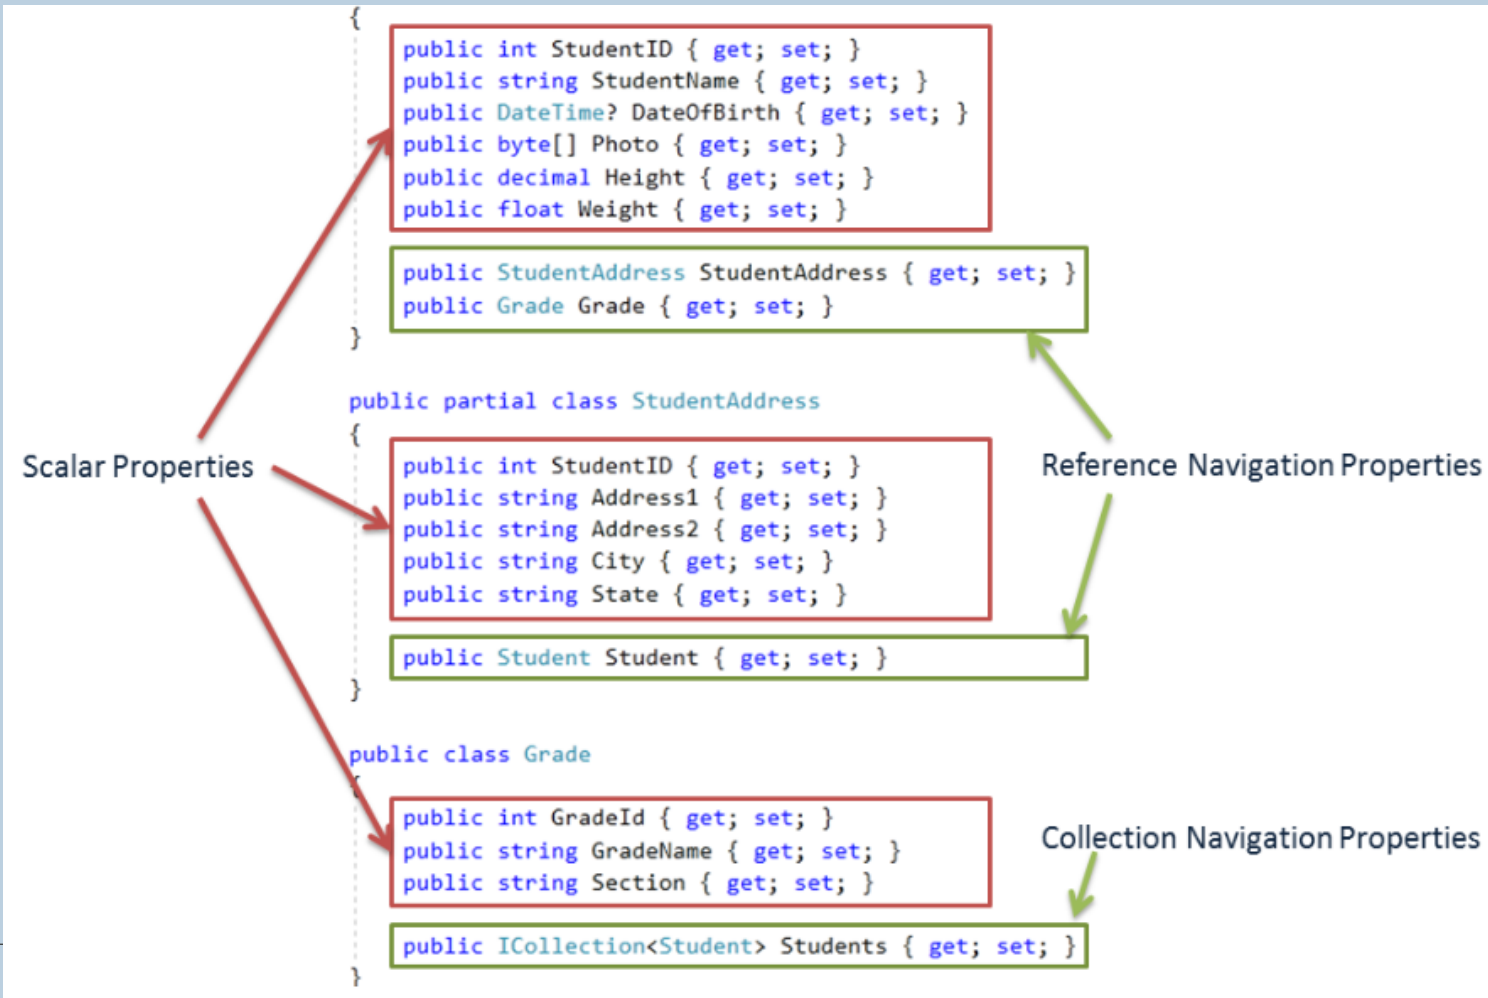 {
public int StudentID { get; set; }
public string StudentName { get; set; }
public DateTime? DateOfBirth { get; set; }
public byte[] Photo { get; set; }
public decimal Height { get; set; }
public float Weight { get; set; }
public StudentAddress StudentAddress { get; set; }
public Grade Grade { get; set; }
}
public partial class StudentAddress
{
Scalar Properties
public int StudentID { get; set; }
Reference Navigation Properties
public string Address1 { get; set; }
public string Address2 { get; set; }
public string City { get; set; }
public string State { get; set; }
public Student Student { get; set; }
}
public class Grade
{
public int GradeId { get; set; }
Collection Navigation Properties
public string GradeName { get; set; }
public string Section { get; set; }
public ICollection<Student> Students { get; set; }
}